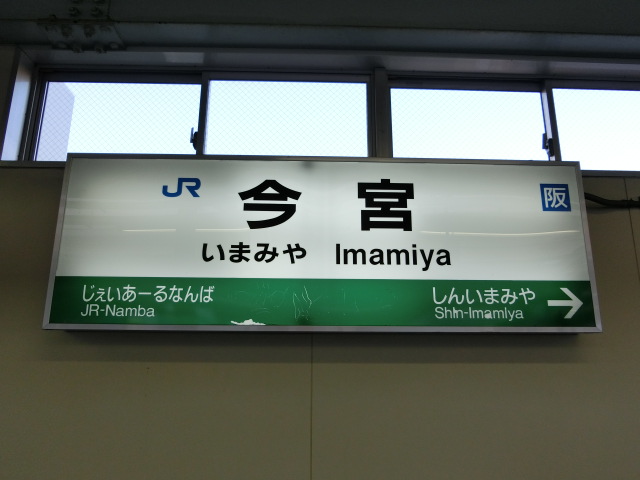 JR 今宮 阪
いまみや Imamiya
じぇいあーるなんば しんいまみや
JR-Namba Shin-Imamiya